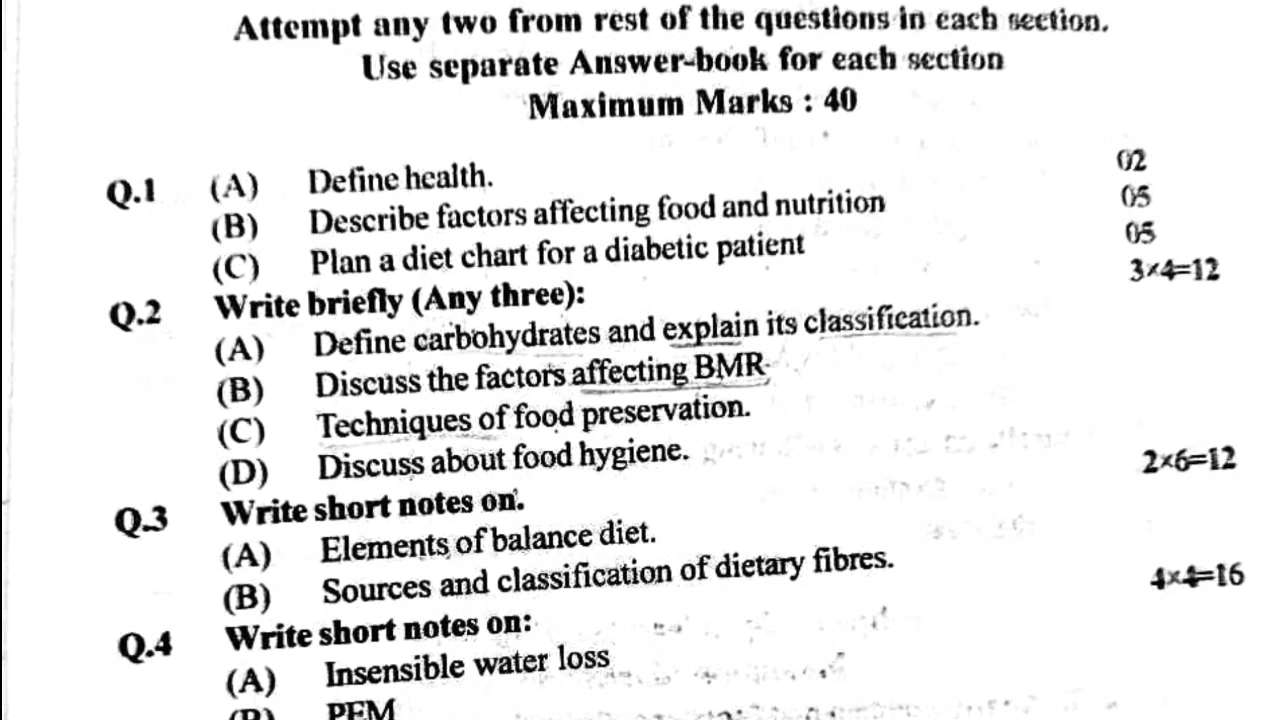 Attempt any two from rest of the questions in each section.
Use separate Answer-book for each section
Maximum Marks : 40
Q.1 (A) Define health. 02
(B) Describe factors affecting food and nutrition 05
(C) Plan a diet chart for a diabetic patient 05
Q.2 Write briefly (Any three): 3×4=12
(A) Define carbohydrates and explain its classification.
(B) Discuss the factors affecting BMR
(C) Techniques of food preservation.
(D) Discuss about food hygiene.
Q.3 Write short notes on. 2×6=12
(A) Elements of balance diet.
(B) Sources and classification of dietary fibres.
Q.4 Write short notes on: 4×4=16
(A) Insensible water loss
(B) PEM